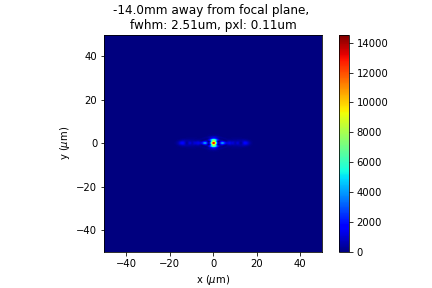 -14.0mm away from focal plane,
fwhm: 2.51um, pxl: 0.11um
40
20
0
−20
−40
y (μm)
−40 −20 0 20 40
x (μm)
14000
12000
10000
8000
6000
4000
2000
0